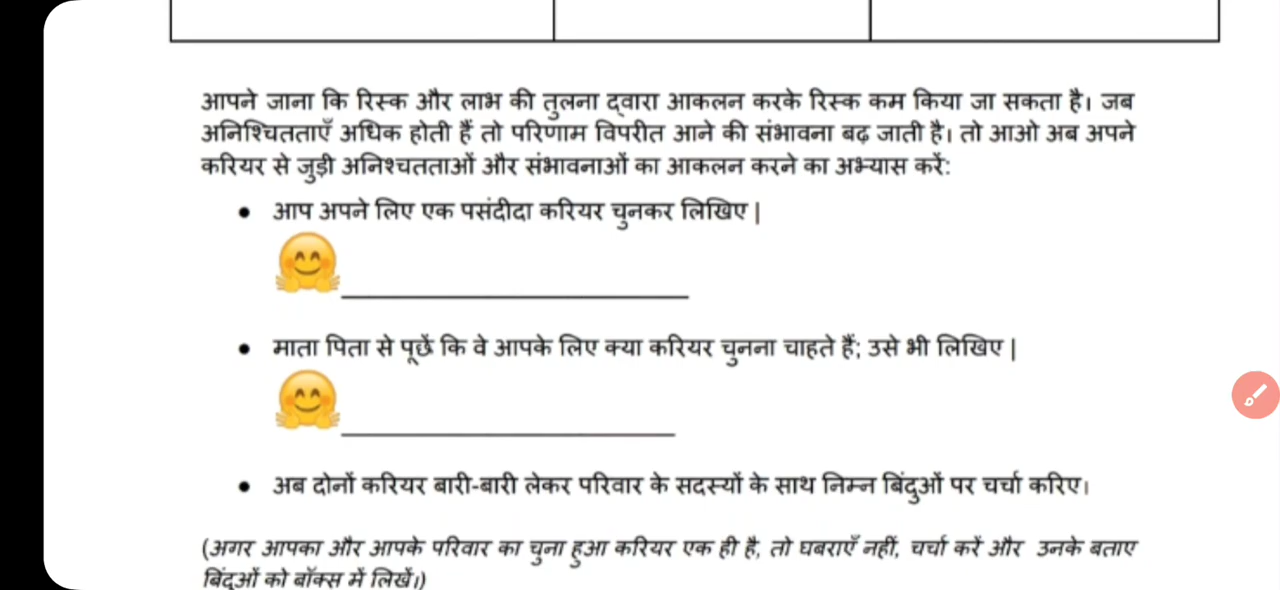 आपने जाना कि रिस्क और लाभ की तुलना द्वारा आकलन करके रिस्क कम किया जा सकता है। जब
अनिश्चितताएँ अधिक होती हैं तो परिणाम विपरीत आने की संभावना बढ़ जाती है। तो आओ अब अपने
करियर से जुड़ी अनिश्चतताओं और संभावनाओं का आकलन करने का अभ्यास करें:
● आप अपने लिए एक पसंदीदा करियर चुनकर लिखिए |
● माता पिता से पूछें कि वे आपके लिए क्या करियर चुनना चाहते हैं; उसे भी लिखिए |
● अब दोनों करियर बारी-बारी लेकर परिवार के सदस्यों के साथ निम्न बिंदुओं पर चर्चा करिए।
(अगर आपका और आपके परिवार का चुना हुआ करियर एक ही है, तो घबराएँ नहीं, चर्चा करें और उनके बताए
बिंदुओं को बॉक्स में लिखें।)